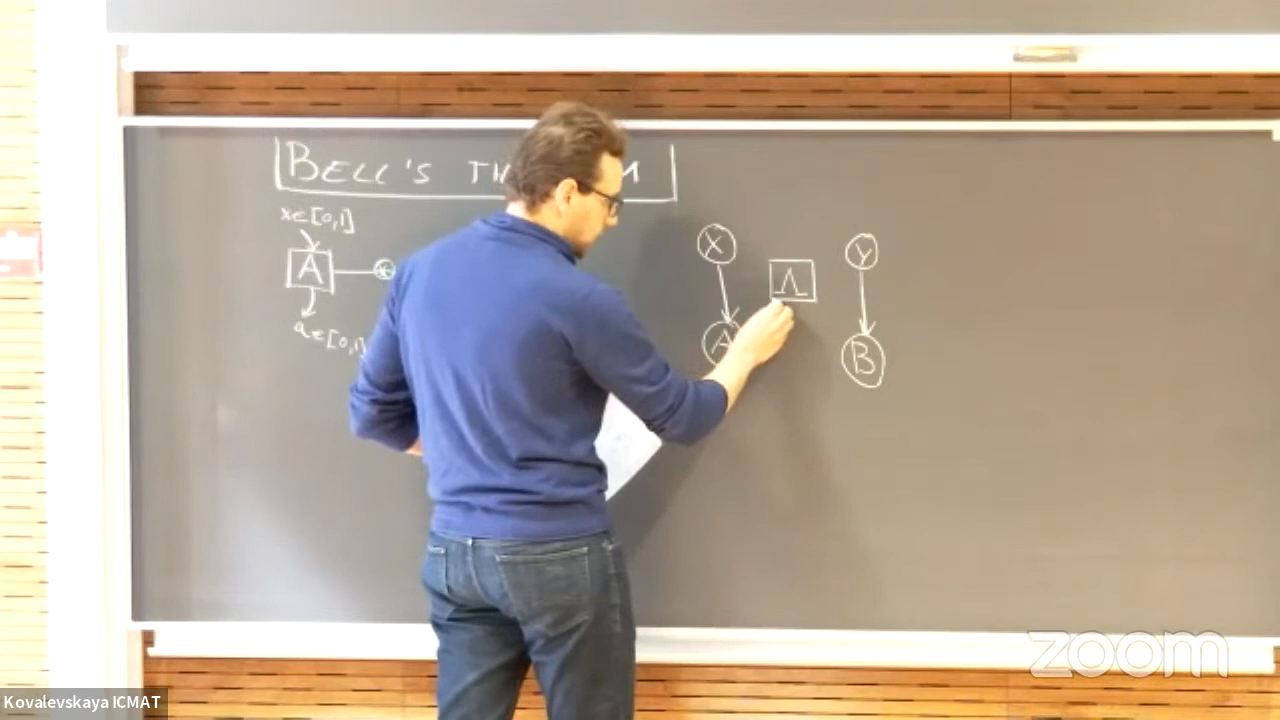 BELL'S TH M
x∈[0,1]
A
*
a∈[0,1]
X
Λ
Y
A
B
zoom
Kovalevskaya ICMAT